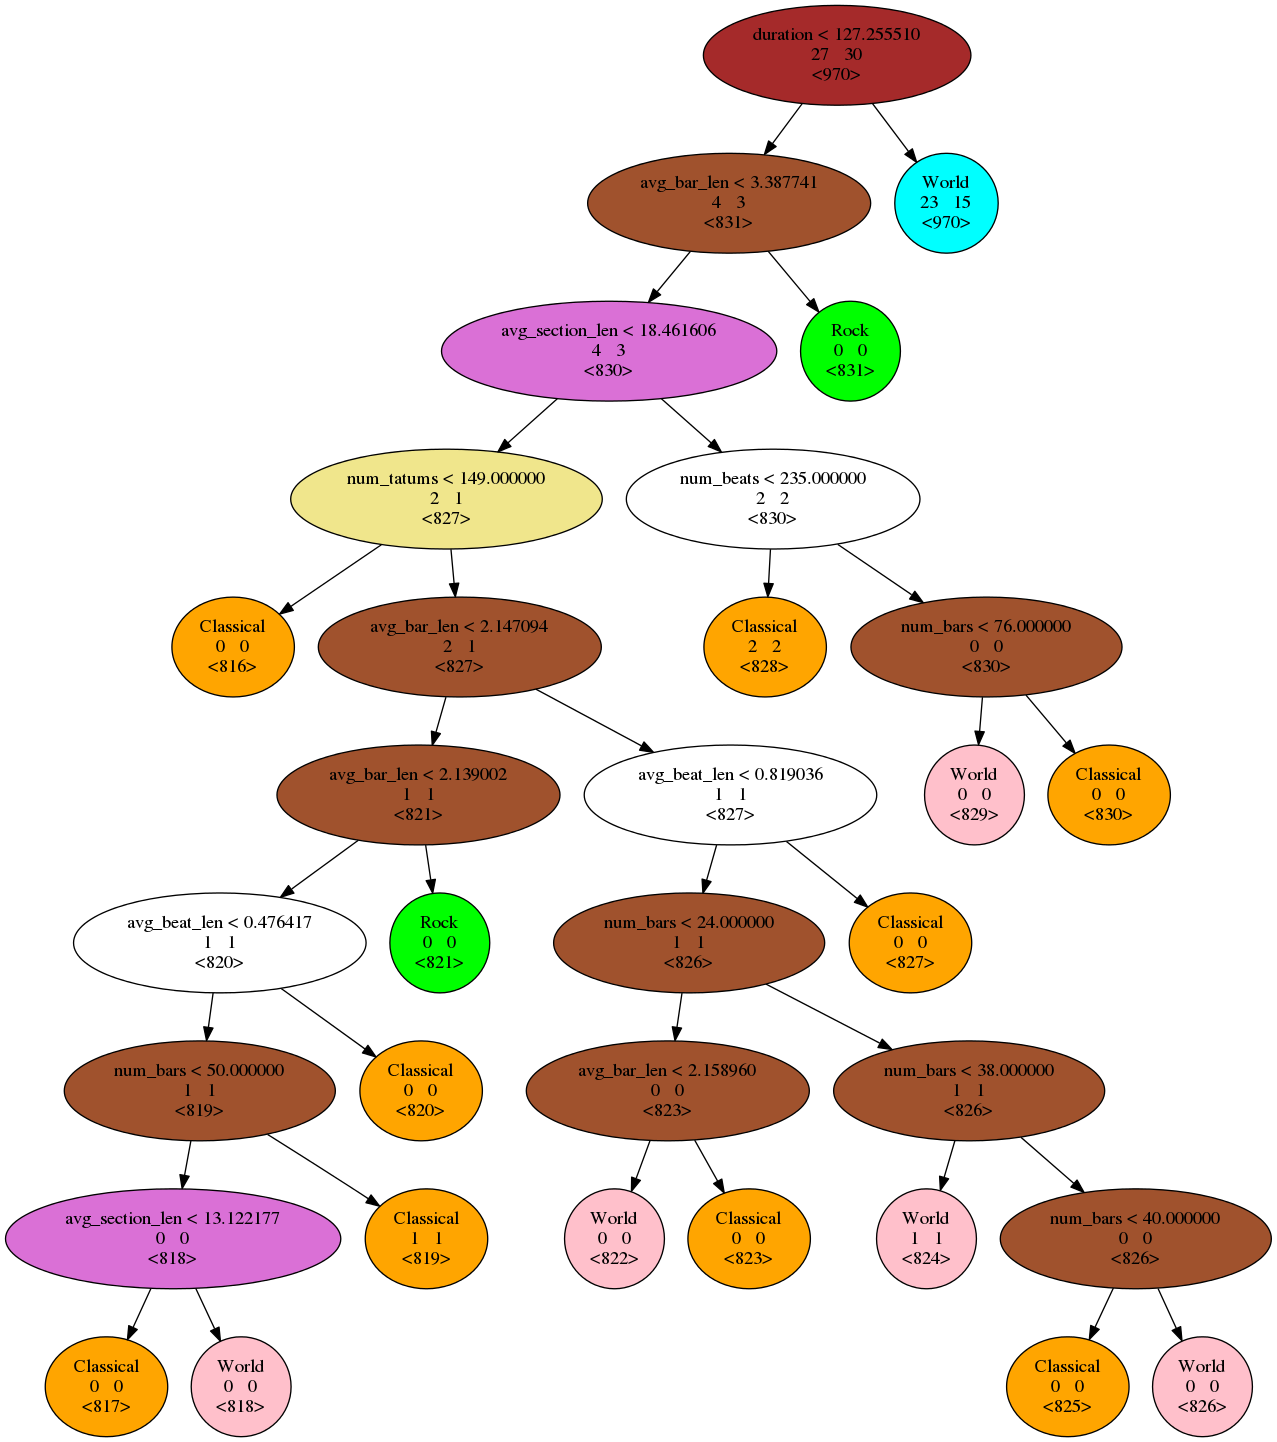 duration < 127.255510
27 30
<970>
avg_bar_len < 3.387741
4 3
<831>
World
23 15
<970>
avg_section_len < 18.461606
4 3
<830>
Rock
0 0
<831>
num_tatums < 149.000000
2 1
<827>
num_beats < 235.000000
2 2
<830>
Classical
0 0
<816>
avg_bar_len < 2.147094
2 1
<827>
Classical
2 2
<828>
num_bars < 76.000000
0 0
<830>
avg_bar_len < 2.139002
1 1
<821>
avg_beat_len < 0.819036
1 1
<827>
World
0 0
<829>
Classical
0 0
<830>
avg_beat_len < 0.476417
1 1
<820>
Rock
0 0
<821>
num_bars < 24.000000
1 1
<826>
Classical
0 0
<827>
num_bars < 50.000000
1 1
<819>
Classical
0 0
<820>
avg_bar_len < 2.158960
0 0
<823>
num_bars < 38.000000
1 1
<826>
avg_section_len < 13.122177
0 0
<818>
Classical
1 1
<819>
World
0 0
<822>
Classical
0 0
<823>
World
1 1
<824>
num_bars < 40.000000
0 0
<826>
Classical
0 0
<817>
World
0 0
<818>
Classical
0 0
<825>
World
0 0
<826>